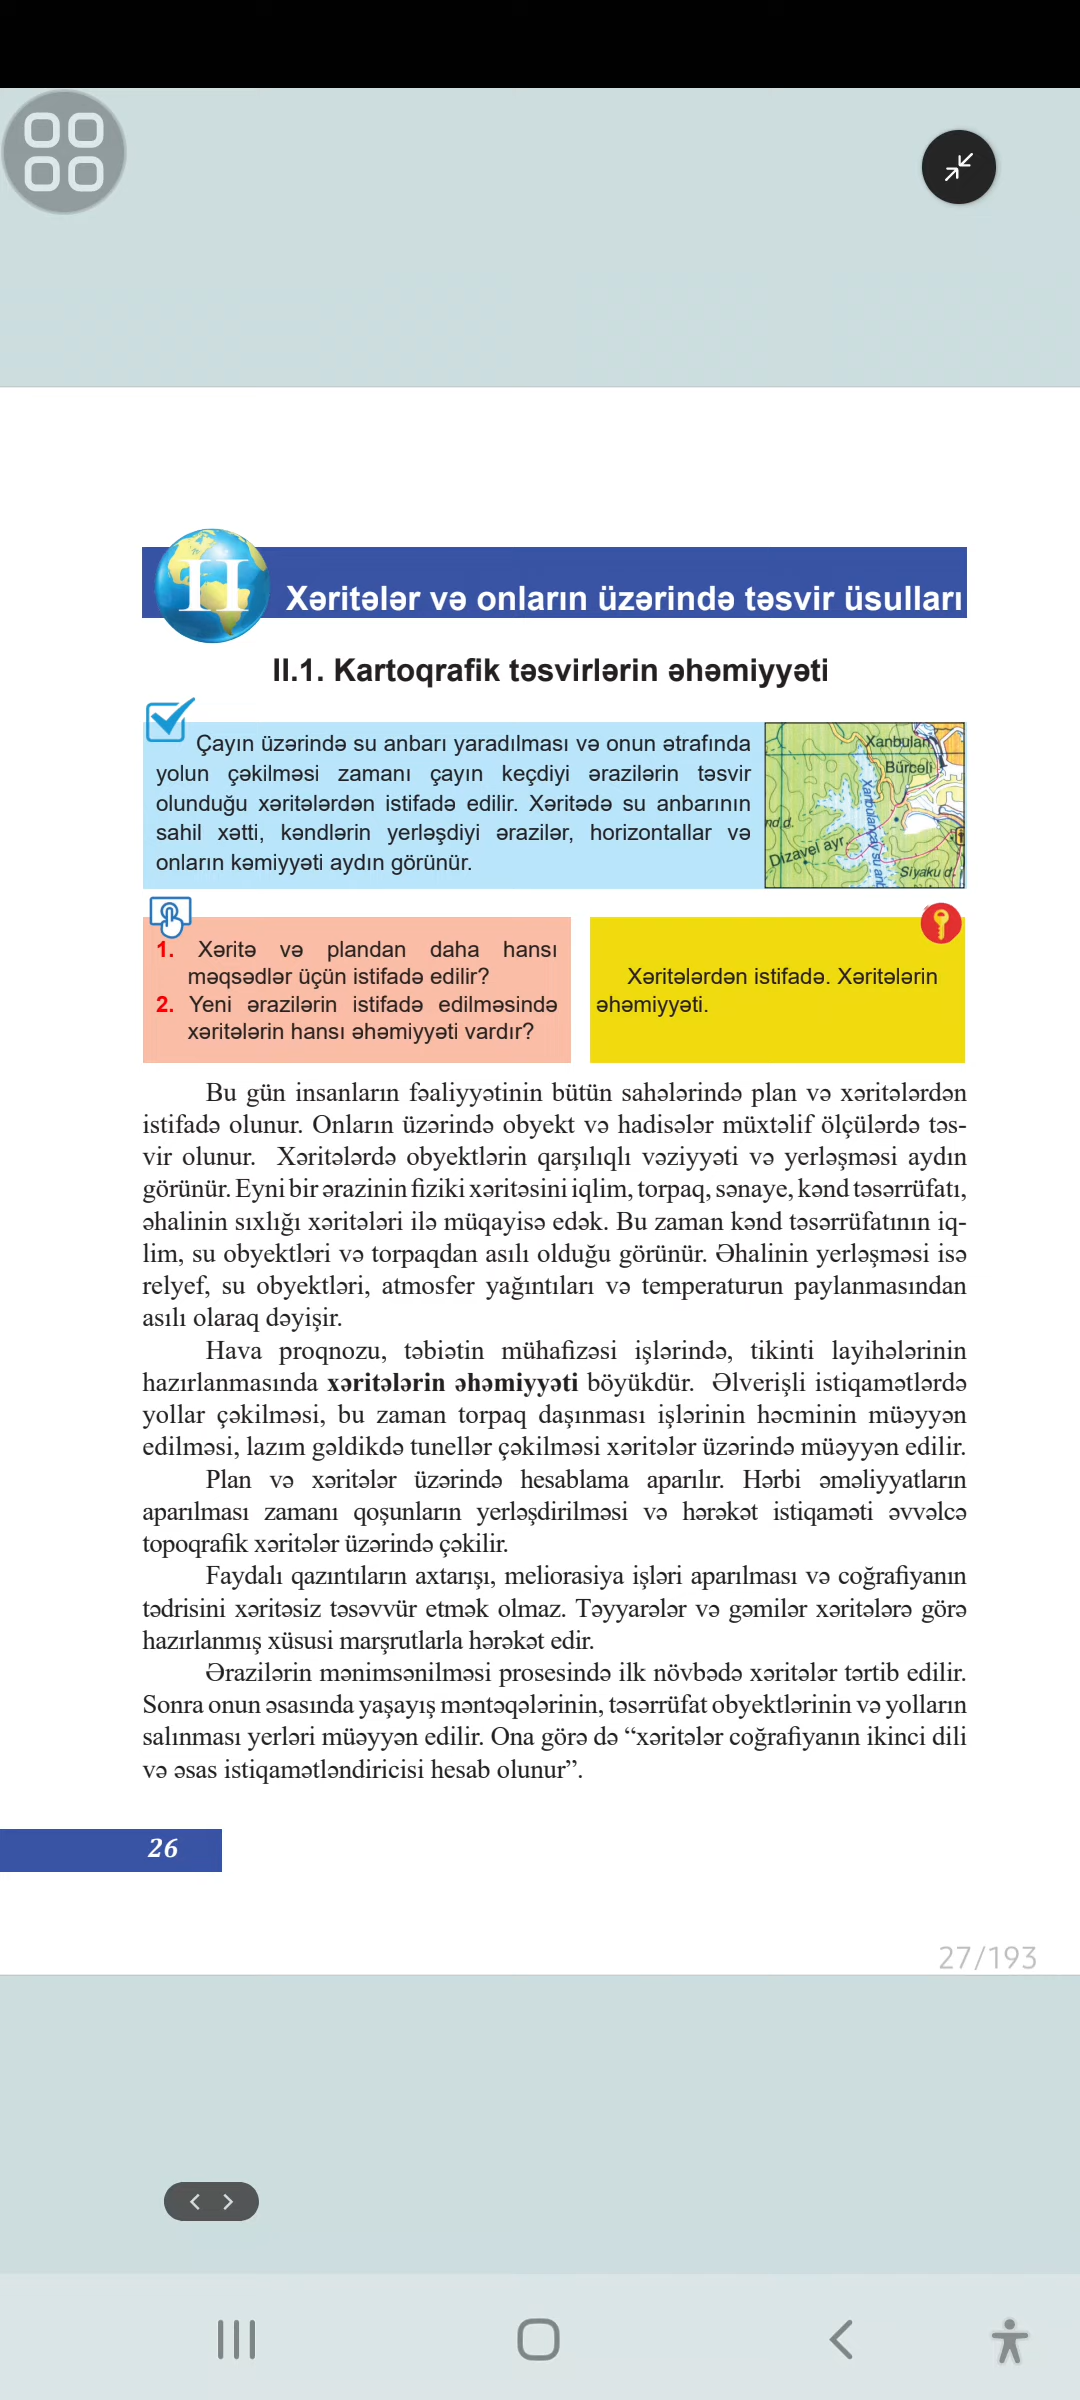 II
Xəritələr və onların üzərində təsvir üsulları
II.1. Kartoqrafik təsvirlərin əhəmiyyəti
Çayın üzərində su anbarı yaradılması və onun ətrafında
yolun çəkilməsi zamanı çayın keçdiyi ərazilərin təsvir
olunduğu xəritələrdən istifadə edilir. Xəritədə su anbarının
sahil xətti, kəndlərin yerləşdiyi ərazilər, horizontallar və
onların kəmiyyəti aydın görünür.
Xanbulan
Bürcəli
Xanbulançay su anb
nd d.
Dizavel ayr.
Siyaku d.
1. Xəritə və plandan daha hansı
məqsədlər üçün istifadə edilir?
2. Yeni ərazilərin istifadə edilməsində
xəritələrin hansı əhəmiyyəti vardır?
Xəritələrdən istifadə. Xəritələrin
əhəmiyyəti.
Bu gün insanların fəaliyyətinin bütün sahələrində plan və xəritələrdən
istifadə olunur. Onların üzərində obyekt və hadisələr müxtəlif ölçülərdə təs-
vir olunur. Xəritələrdə obyektlərin qarşılıqlı vəziyyəti və yerləşməsi aydın
görünür. Eyni bir ərazinin fiziki xəritəsini iqlim, torpaq, sənaye, kənd təsərrüfatı,
əhalinin sıxlığı xəritələri ilə müqayisə edək. Bu zaman kənd təsərrüfatının iq-
lim, su obyektləri və torpaqdan asılı olduğu görünür. Əhalinin yerləşməsi isə
relyef, su obyektləri, atmosfer yağıntıları və temperaturun paylanmasından
asılı olaraq dəyişir.
Hava proqnozu, təbiətin mühafizəsi işlərində, tikinti layihələrinin
hazırlanmasında xəritələrin əhəmiyyəti böyükdür. Əlverişli istiqamətlərdə
yollar çəkilməsi, bu zaman torpaq daşınması işlərinin həcminin müəyyən
edilməsi, lazım gəldikdə tunellər çəkilməsi xəritələr üzərində müəyyən edilir.
Plan və xəritələr üzərində hesablama aparılır. Hərbi əməliyyatların
aparılması zamanı qoşunların yerləşdirilməsi və hərəkət istiqaməti əvvəlcə
topoqrafik xəritələr üzərində çəkilir.
Faydalı qazıntıların axtarışı, meliorasiya işləri aparılması və coğrafiyanın
tədrisini xəritəsiz təsəvvür etmək olmaz. Təyyarələr və gəmilər xəritələrə görə
hazırlanmış xüsusi marşrutlarla hərəkət edir.
Ərazilərin mənimsənilməsi prosesində ilk növbədə xəritələr tərtib edilir.
Sonra onun əsasında yaşayış məntəqələrinin, təsərrüfat obyektlərinin və yolların
salınması yerləri müəyyən edilir. Ona görə də “xəritələr coğrafiyanın ikinci dili
və əsas istiqamətləndiricisi hesab olunur”.
26
27/193